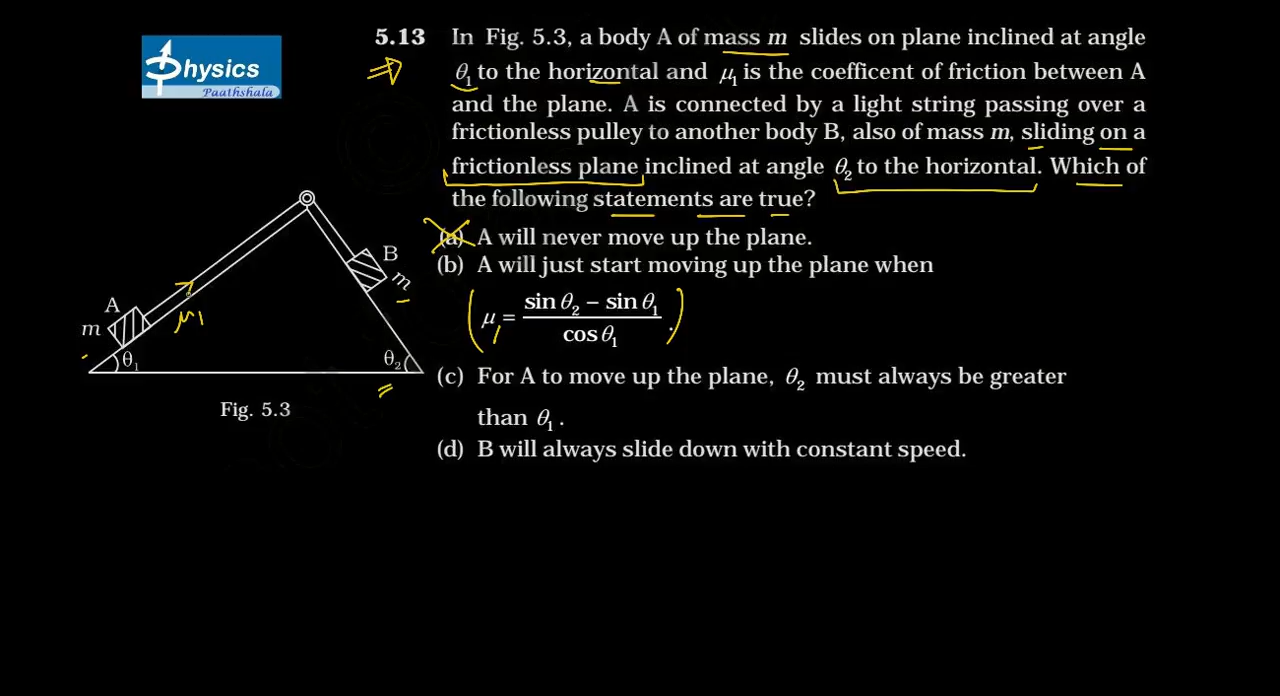 Physics
Paathshala
5.13 In Fig. 5.3, a body A of mass m slides on plane inclined at angle
θ₁ to the horizontal and μ₁ is the coefficent of friction between A
and the plane. A is connected by a light string passing over a
frictionless pulley to another body B, also of mass m, sliding on a
frictionless plane inclined at angle θ₂ to the horizontal. Which of
the following statements are true?
(a) A will never move up the plane.
(b) A will just start moving up the plane when
μ₁ = (sin θ₂ − sin θ₁) / cos θ₁ .
(c) For A to move up the plane, θ₂ must always be greater
than θ₁ .
(d) B will always slide down with constant speed.
B
m
A
m
μ₁
θ₁
θ₂
Fig. 5.3